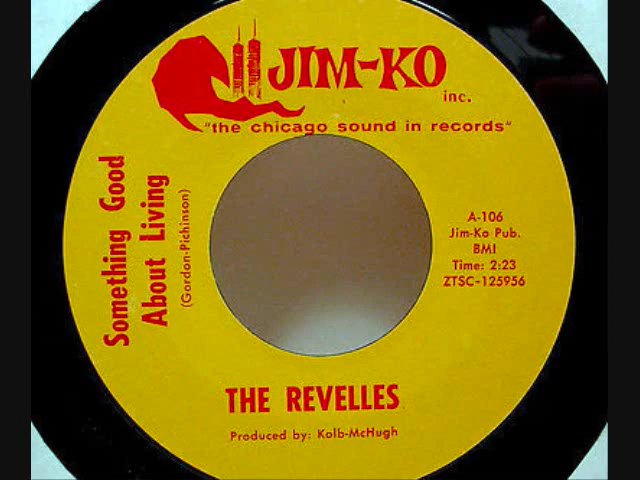 JIM-KO
inc.
"the chicago sound in records"
Something Good
About Living
(Gordon-Pichinson)
A-106
Jim-Ko Pub.
BMI
Time: 2:23
ZTSC-125956
THE REVELLES
Produced by: Kolb-McHugh